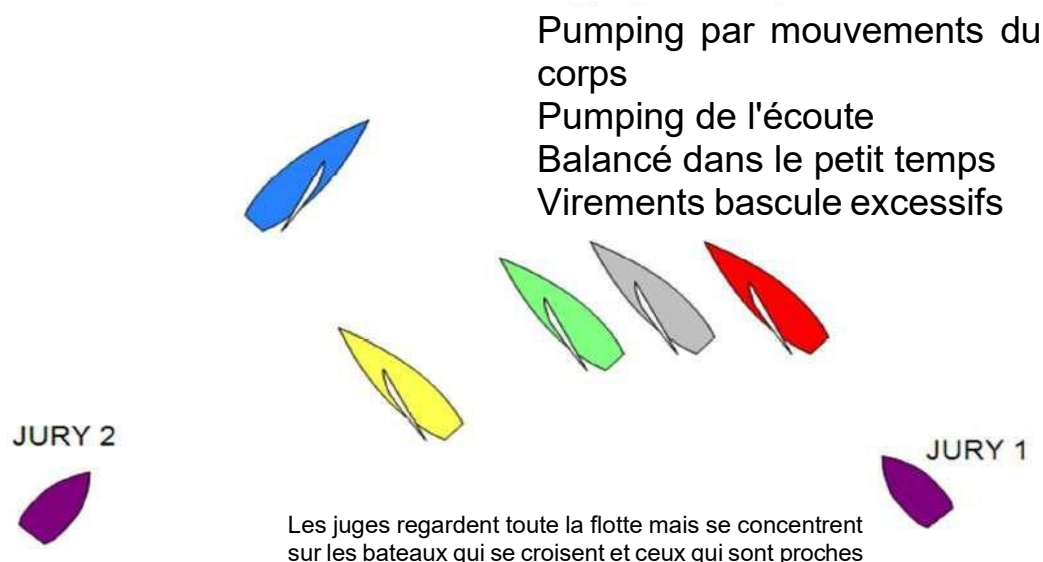 Pumping par mouvements du
corps
Pumping de l'écoute
Balancé dans le petit temps
Virements bascule excessifs
JURY 2
JURY 1
Les juges regardent toute la flotte mais se concentrent
sur les bateaux qui se croisent et ceux qui sont proches